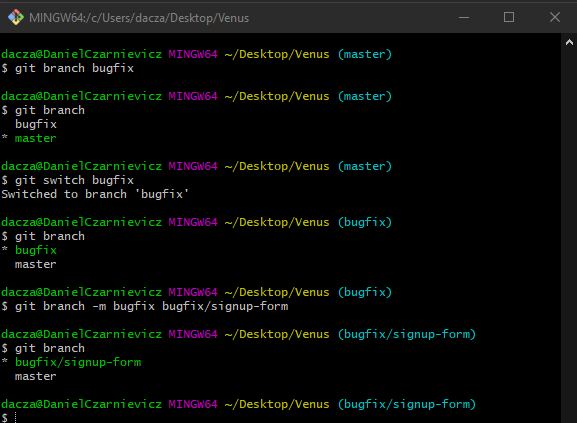 MINGW64:/c/Users/dacza/Desktop/Venus
dacza@DanielCzarnievicz MINGW64 ~/Desktop/Venus (master)
$ git branch bugfix
dacza@DanielCzarnievicz MINGW64 ~/Desktop/Venus (master)
$ git branch
  bugfix
* master
dacza@DanielCzarnievicz MINGW64 ~/Desktop/Venus (master)
$ git switch bugfix
Switched to branch 'bugfix'
dacza@DanielCzarnievicz MINGW64 ~/Desktop/Venus (bugfix)
$ git branch
* bugfix
  master
dacza@DanielCzarnievicz MINGW64 ~/Desktop/Venus (bugfix)
$ git branch -m bugfix bugfix/signup-form
dacza@DanielCzarnievicz MINGW64 ~/Desktop/Venus (bugfix/signup-form)
$ git branch
* bugfix/signup-form
  master
dacza@DanielCzarnievicz MINGW64 ~/Desktop/Venus (bugfix/signup-form)
$